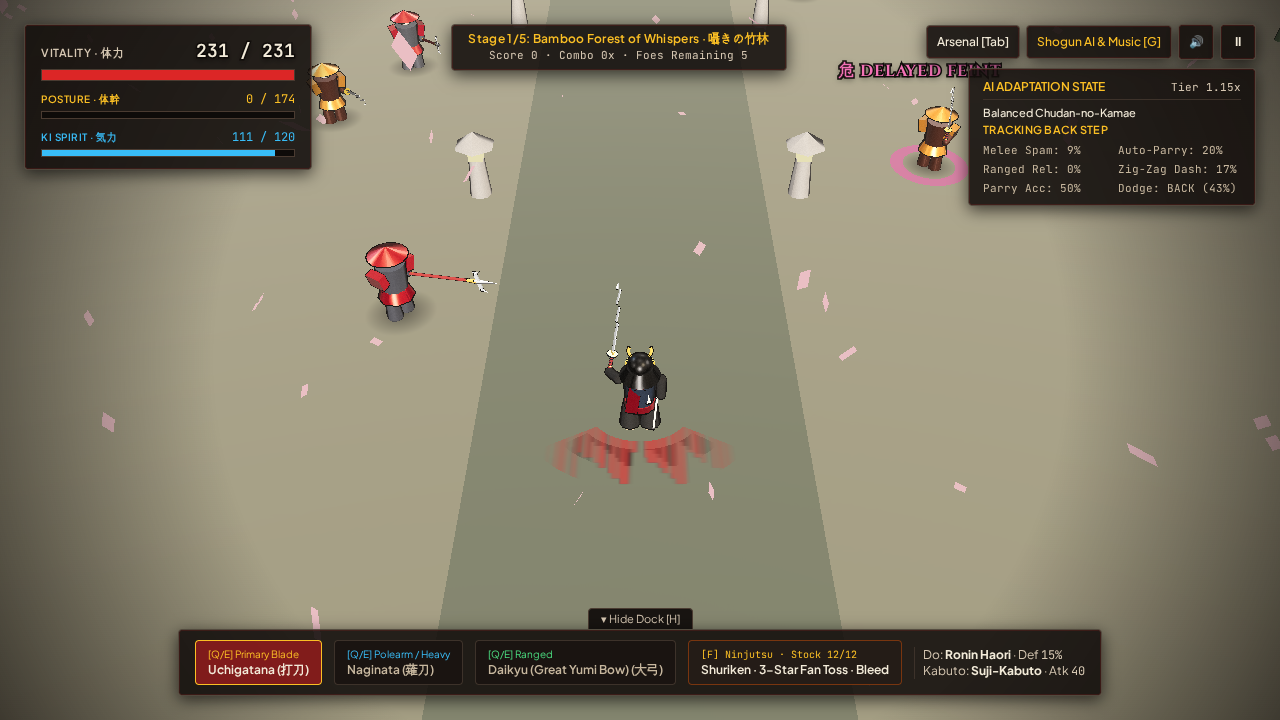 VITALITY · 体力 231 / 231
POSTURE · 体幹 0 / 174
KI SPIRIT · 気力 111 / 120
Stage 1/5: Bamboo Forest of Whispers · 囁きの竹林
Score 0 · Combo 0x · Foes Remaining 5
Arsenal [Tab]
Shogun AI & Music [G]
危 DELAYED FEINT
AI ADAPTATION STATE Tier 1.15x
Balanced Chudan-no-Kamae
TRACKING BACK STEP
Melee Spam: 9% Auto-Parry: 20%
Ranged Rel: 0% Zig-Zag Dash: 17%
Parry Acc: 50% Dodge: BACK (43%)
▾ Hide Dock [H]
[Q/E] Primary Blade
Uchigatana (打刀)
[Q/E] Polearm / Heavy
Naginata (薙刀)
[Q/E] Ranged
Daikyu (Great Yumi Bow) (大弓)
[F] Ninjutsu · Stock 12/12
Shuriken · 3-Star Fan Toss · Bleed
Do: Ronin Haori · Def 15%
Kabuto: Suji-Kabuto · Atk 40